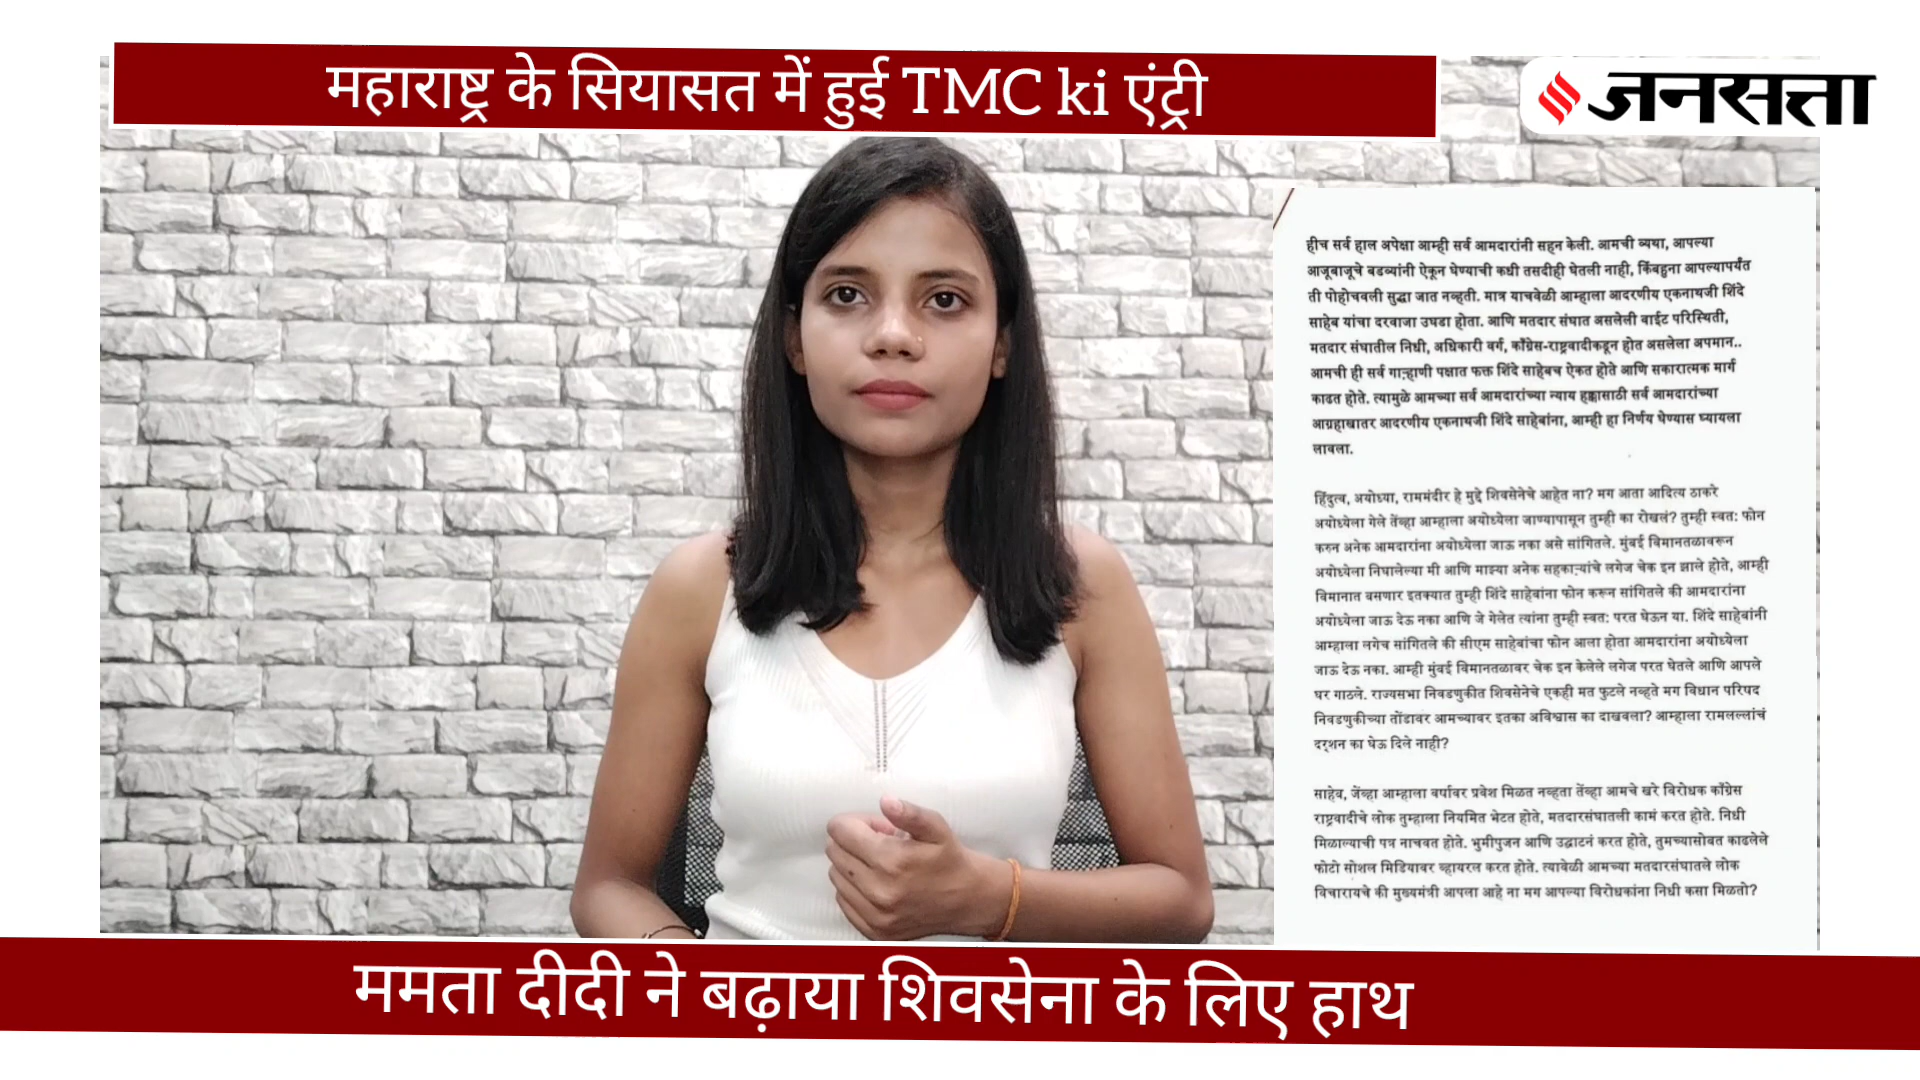 महाराष्ट्र के सियासत में हुई TMC ki एंट्री
जनसत्ता
हीच सर्व हाल अपेक्षा आम्ही सर्व आमदारांनी सहन केली. आमची व्यथा, आपल्या
आजूबाजूचे बडव्यांनी ऐकून घेण्याची कधी तसदीही घेतली नाही, किंबहुना आपल्यापर्यंत
ती पोहोचवली सुद्धा जात नव्हती. मात्र याचवेळी आम्हाला आदरणीय एकनाथजी शिंदे
साहेब यांचा दरवाजा उघडा होता. आणि मतदार संघात असलेली वाईट परिस्थिती,
मतदार संघातील निधी, अधिकारी वर्ग, काँग्रेस-राष्ट्रवादीकडून होत असलेला अपमान..
आमची ही सर्व गाऱ्हाणी पक्षात फक्त शिंदे साहेबच ऐकत होते आणि सकारात्मक मार्ग
काढत होते. त्यामुळे आमच्या सर्व आमदारांच्या न्याय हक्कासाठी सर्व आमदारांच्या
आग्रहाखातर आदरणीय एकनाथजी शिंदे साहेबांना, आम्ही हा निर्णय घेण्यास घ्यायला
लावला.
हिंदुत्व, अयोध्या, राममंदीर हे मुद्दे शिवसेनेचे आहेत ना? मग आता आदित्य ठाकरे
अयोध्येला गेले तेंव्हा आम्हाला अयोध्येला जाण्यापासून तुम्ही का रोखलं? तुम्ही स्वत: फोन
करुन अनेक आमदारांना अयोध्येला जाऊ नका असे सांगितले. मुंबई विमानतळावरून
अयोध्येला निघालेल्या मी आणि माझ्या अनेक सहकाऱ्यांचे लगेज चेक इन झाले होते, आम्ही
विमानात बसणार इतक्यात तुम्ही शिंदे साहेबांना फोन करून सांगितले की आमदारांना
अयोध्येला जाऊ देऊ नका आणि जे गेलेत त्यांना तुम्ही स्वत: परत घेऊन या. शिंदे साहेबांनी
आम्हाला लगेच सांगितले की सीएम साहेबांचा फोन आला होता आमदारांना अयोध्येला
जाऊ देऊ नका. आम्ही मुंबई विमानतळावर चेक इन केलेले लगेज परत घेतले आणि आपले
घर गाठले. राज्यसभा निवडणुकीत शिवसेनेचे एकही मत फुटले नव्हते मग विधान परिषद
निवडणुकीच्या तोंडावर आमच्यावर इतका अविश्वास का दाखवला? आम्हाला रामलल्लांचं
दर्शन का घेऊ दिले नाही?
साहेब, जेंव्हा आम्हाला वर्षावर प्रवेश मिळत नव्हता तेंव्हा आमचे खरे विरोधक काँग्रेस
राष्ट्रवादीचे लोक तुम्हाला नियमित भेटत होते, मतदारसंघातली कामं करत होते. निधी
मिळाल्याची पत्र नाचवत होते. भुमीपुजन आणि उद्घाटनं करत होते, तुमच्यासोबत काढलेले
फोटो सोशल मिडियावर व्हायरल करत होते. त्यावेळी आमच्या मतदारसंघातले लोक
विचारायचे की मुख्यमंत्री आपला आहे ना मग आपल्या विरोधकांना निधी कसा मिळतो?
ममता दीदी ने बढ़ाया शिवसेना के लिए हाथ